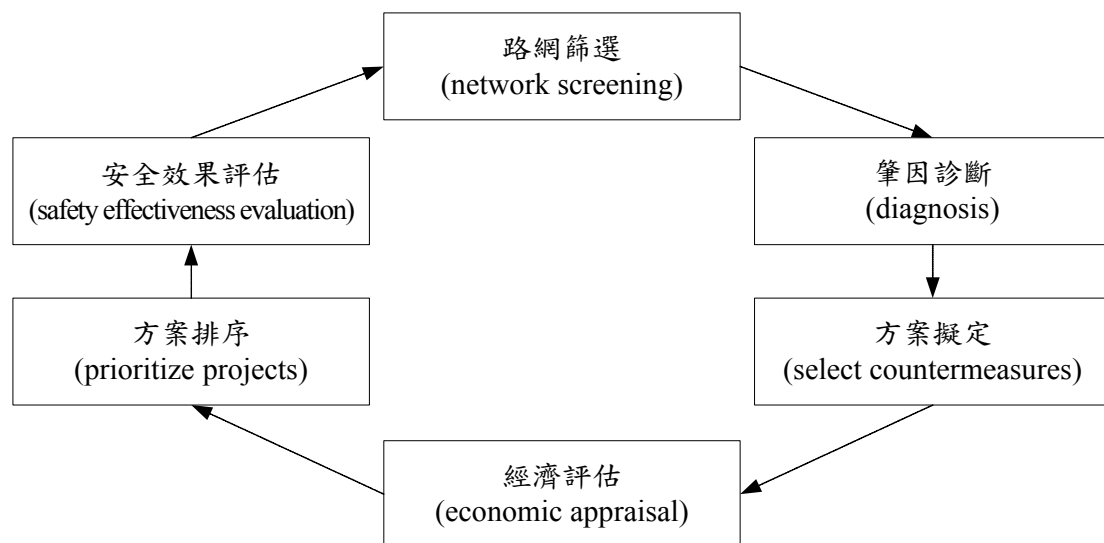 路網篩選
(network screening)
肇因診斷
(diagnosis)
方案擬定
(select countermeasures)
經濟評估
(economic appraisal)
方案排序
(prioritize projects)
安全效果評估
(safety effectiveness evaluation)